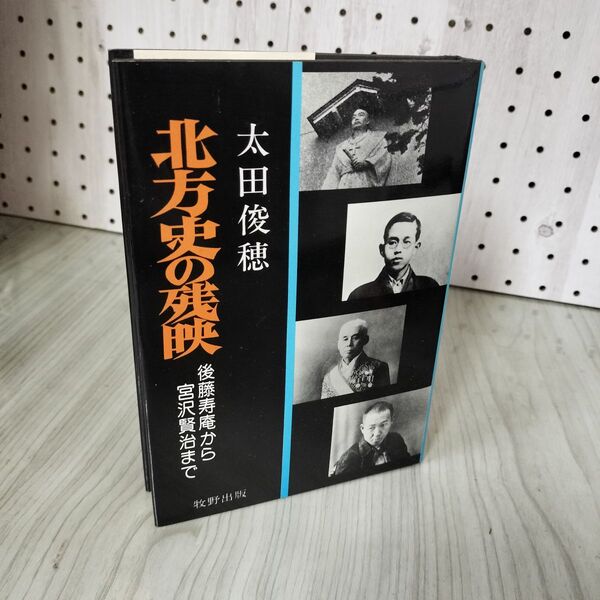 太田俊穂
北方史の残映
後藤寿庵から
宮沢賢治まで
牧野出版